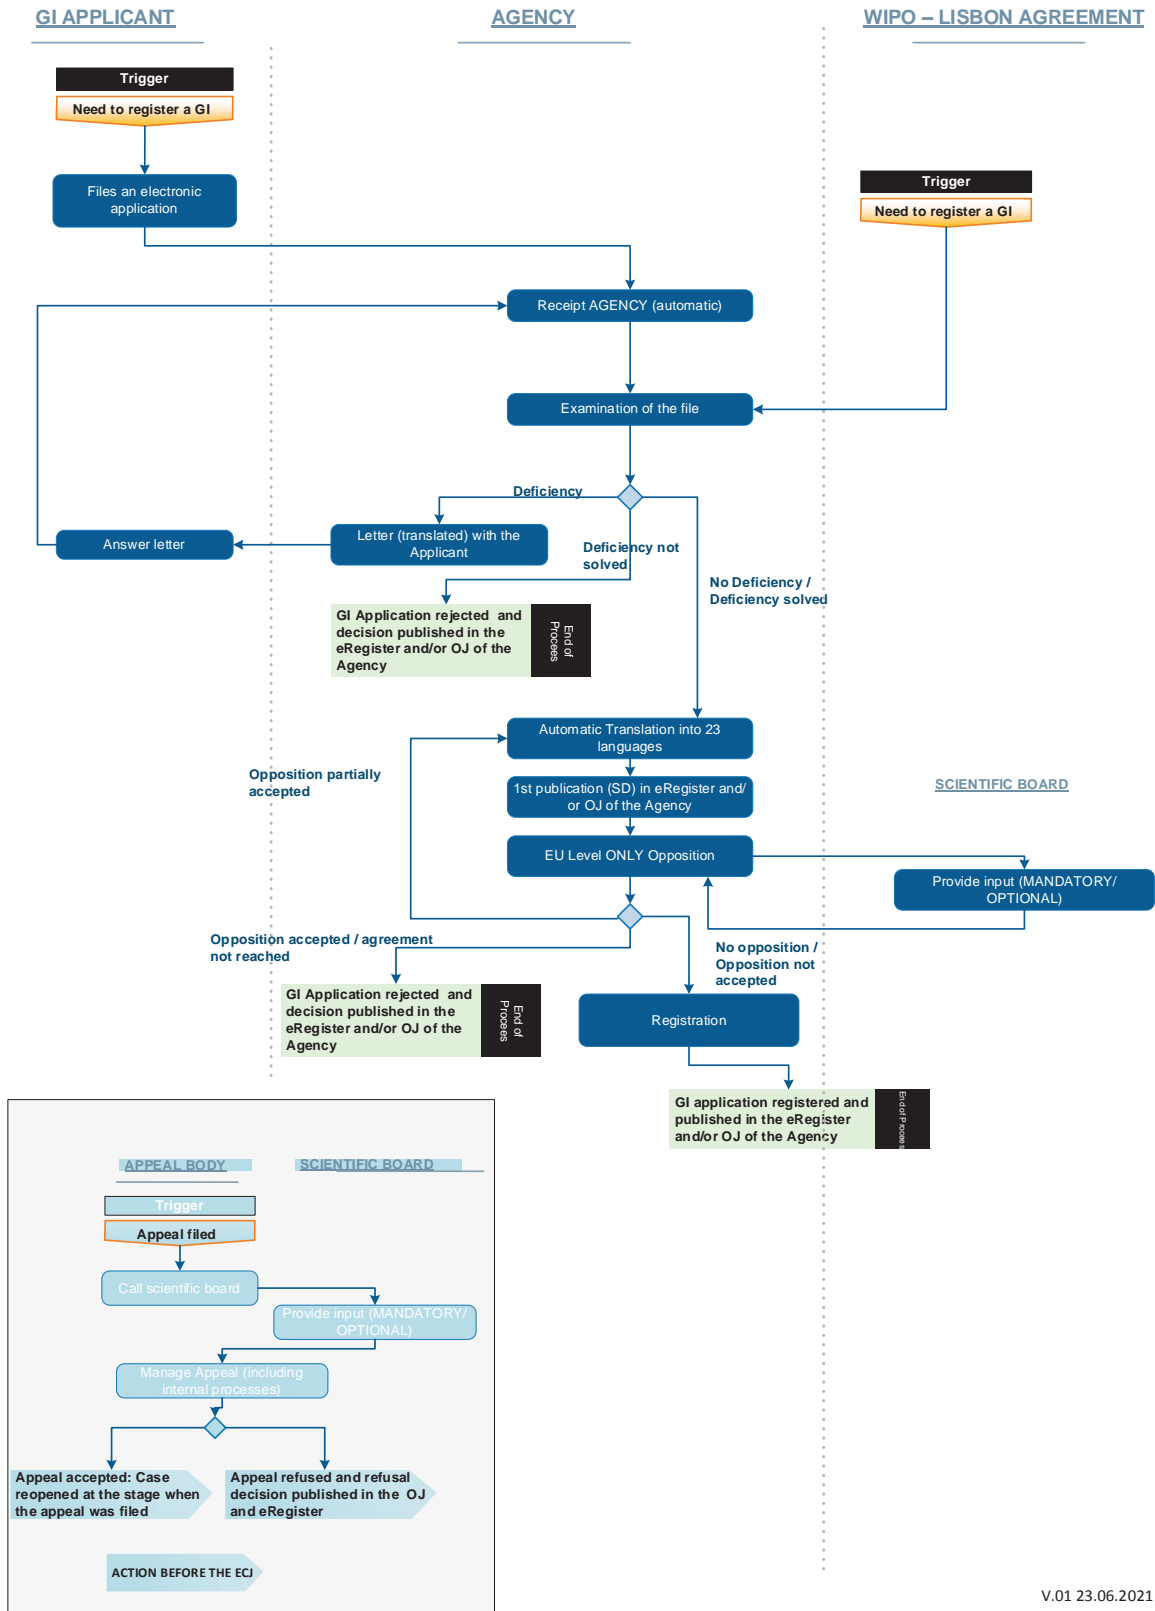 GI APPLICANT
AGENCY
WIPO – LISBON AGREEMENT
Trigger
Need to register a GI
Files an electronic
application
Trigger
Need to register a GI
Receipt AGENCY (automatic)
Examination of the file
Deficiency
Answer letter
Letter (translated) with the
Applicant
Deficiency not
solved
No Deficiency /
Deficiency solved
GI Application rejected and
decision published in the
eRegister and/or OJ of the
Agency
End of
Procees
Automatic Translation into 23
languages
Opposition partially
accepted
1st publication (SD) in eRegister and/
or OJ of the Agency
SCIENTIFIC BOARD
EU Level ONLY Opposition
Provide input (MANDATORY/
OPTIONAL)
Opposition accepted / agreement
not reached
No opposition /
Opposition not
accepted
GI Application rejected and
decision published in the
eRegister and/or OJ of the
Agency
End of
Procees
Registration
GI application registered and
published in the eRegister
and/or OJ of the Agency
End of Procees
APPEAL BODY
SCIENTIFIC BOARD
Trigger
Appeal filed
Call scientific board
Provide input (MANDATORY/
OPTIONAL)
Manage Appeal (including
internal processes)
Appeal accepted: Case
reopened at the stage when
the appeal was filed
Appeal refused and refusal
decision published in the OJ
and eRegister
ACTION BEFORE THE ECJ
V.01 23.06.2021